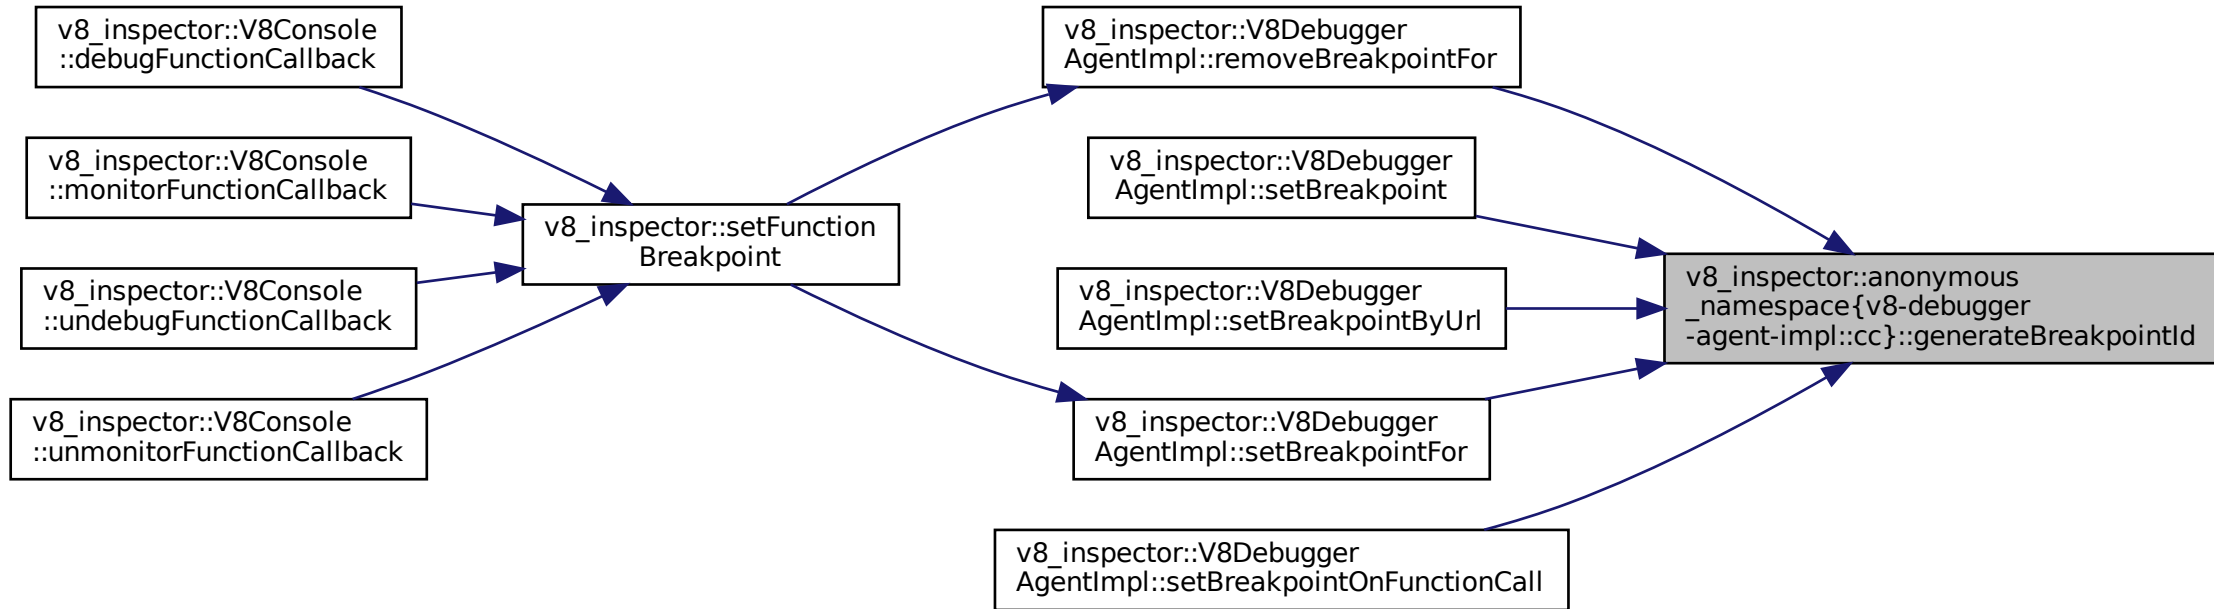 v8_inspector::V8Console
::debugFunctionCallback
v8_inspector::V8Console
::monitorFunctionCallback
v8_inspector::V8Console
::undebugFunctionCallback
v8_inspector::V8Console
::unmonitorFunctionCallback
v8_inspector::setFunction
Breakpoint
v8_inspector::V8Debugger
AgentImpl::removeBreakpointFor
v8_inspector::V8Debugger
AgentImpl::setBreakpoint
v8_inspector::V8Debugger
AgentImpl::setBreakpointByUrl
v8_inspector::V8Debugger
AgentImpl::setBreakpointFor
v8_inspector::V8Debugger
AgentImpl::setBreakpointOnFunctionCall
v8_inspector::anonymous
_namespace{v8-debugger
-agent-impl::cc}::generateBreakpointId